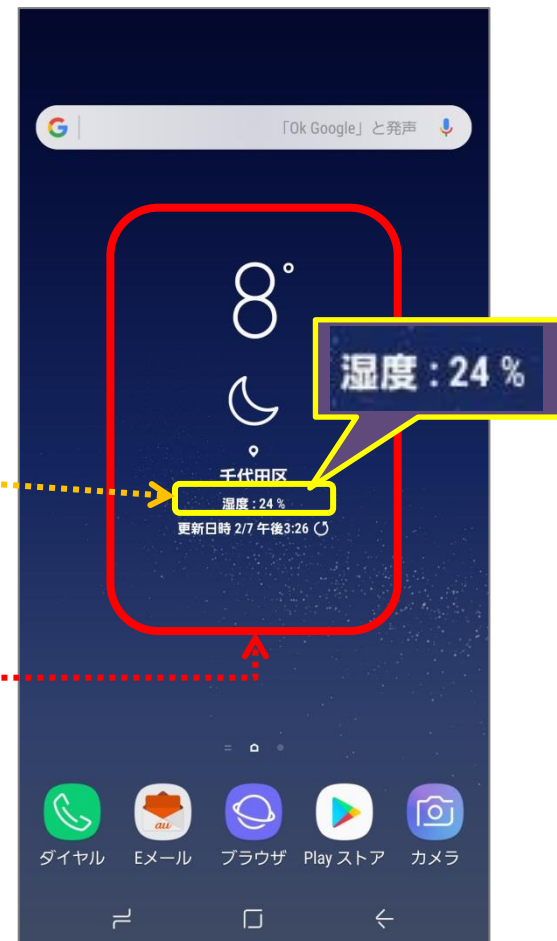 G 「Ok Google」と発声
8°
湿度 : 24 %
千代田区
湿度 : 24 %
更新日時 2/7 午後3:26
au
ダイヤル Eメール ブラウザ Play ストア カメラ